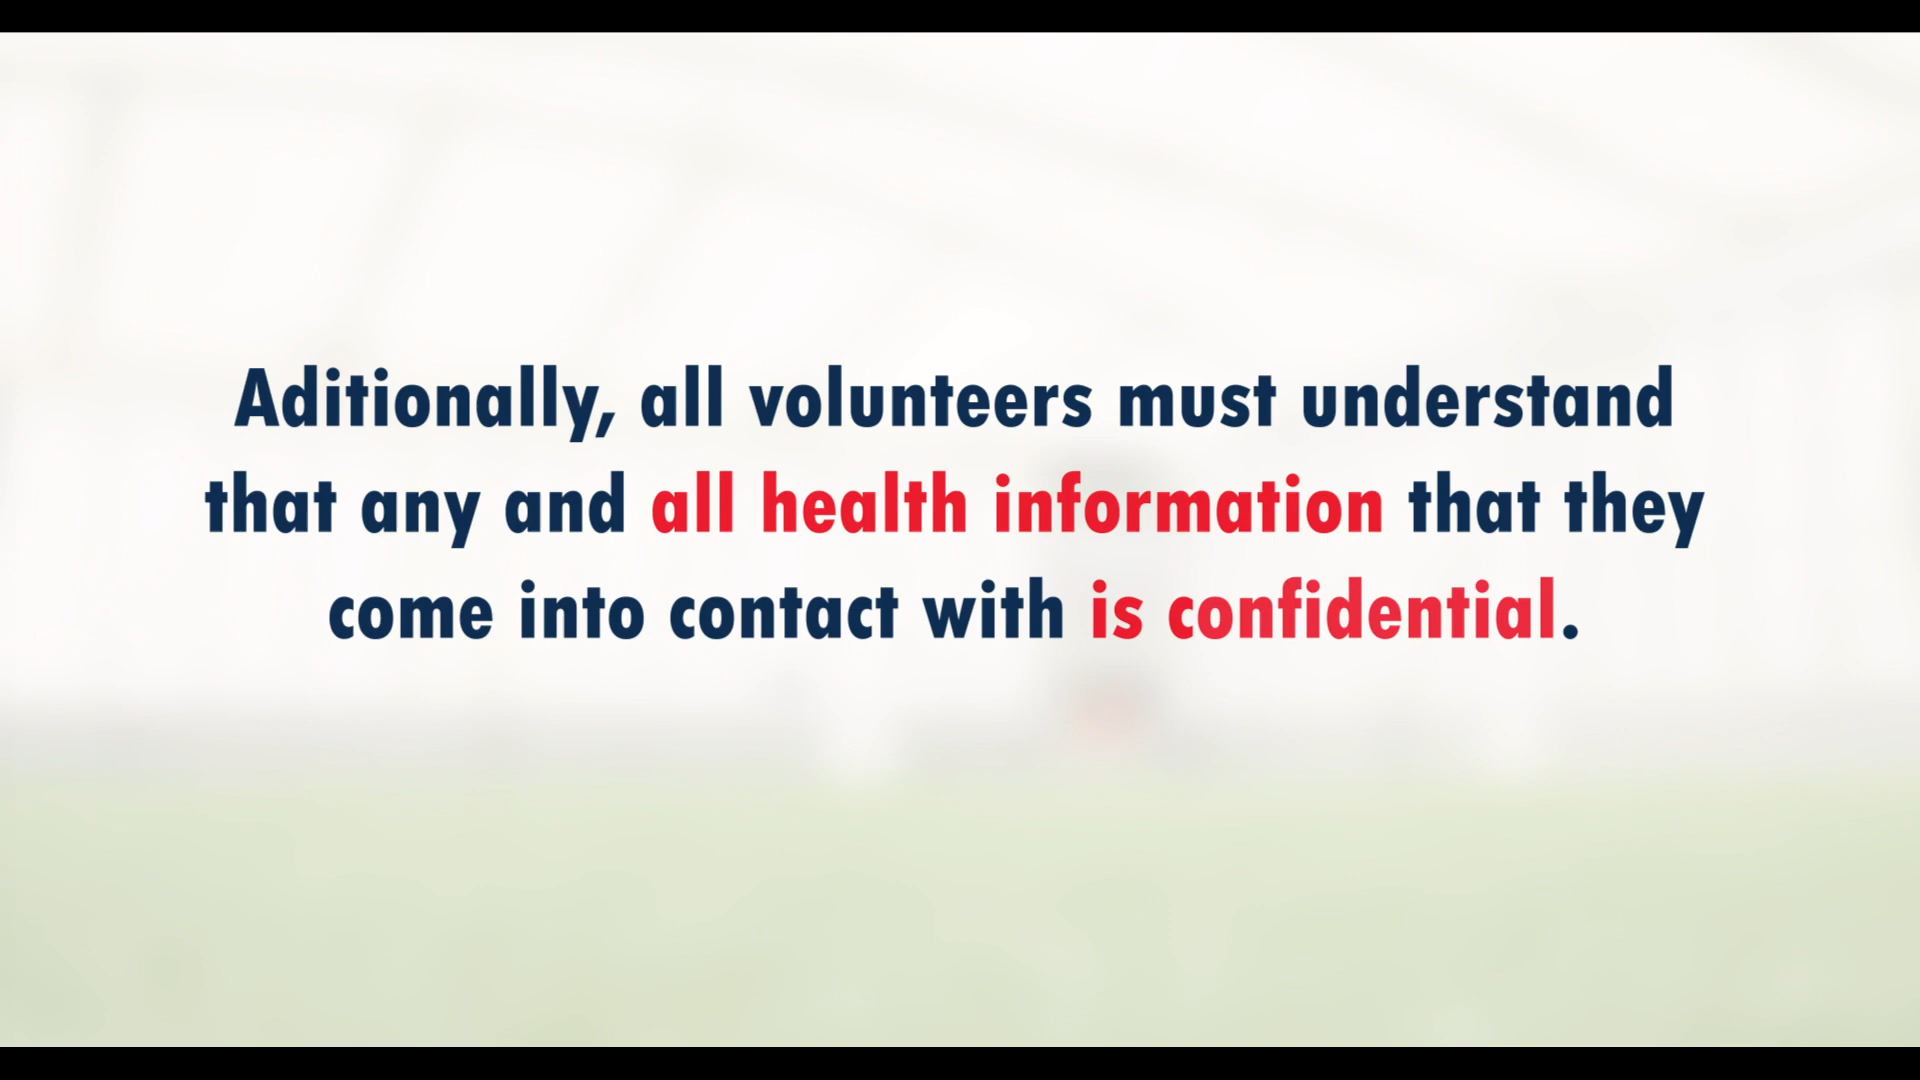 Aditionally, all volunteers must understand
that any and all health information that they
come into contact with is confidential.